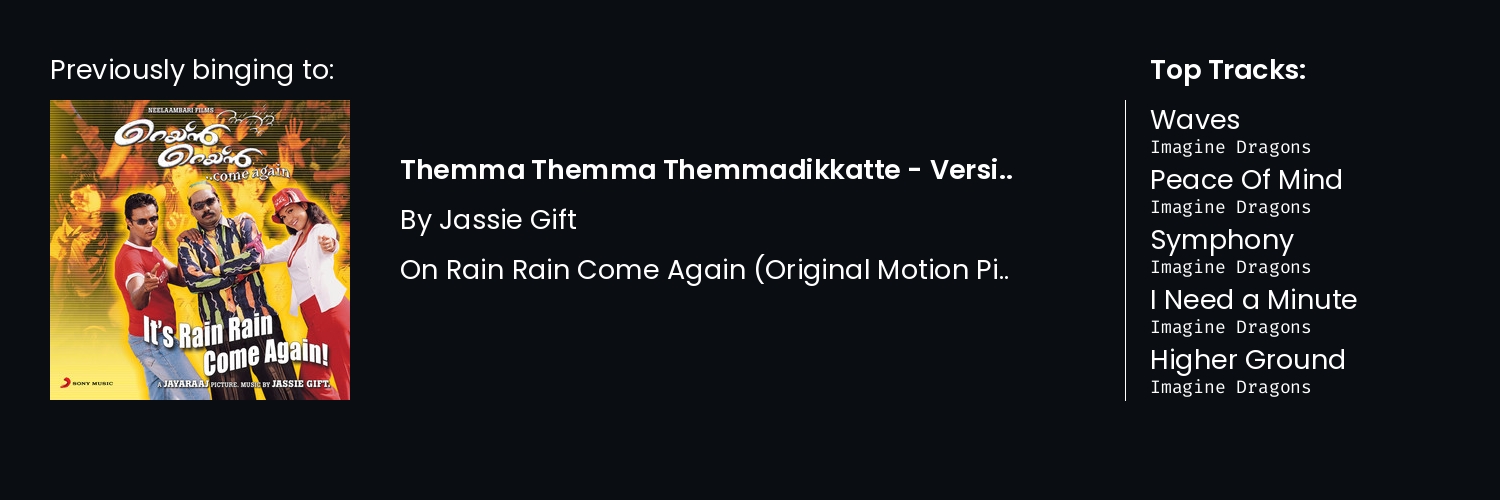 Previously binging to:
NEELAAMBARI FILMS
റെയ്ൻ
റെയ്ൻ
..come again
It's Rain Rain
Come Again!
SONY MUSIC
A JAYARAAJ PICTURE. MUSIC BY JASSIE GIFT.
Themma Themma Themmadikkatte - Versi..
By Jassie Gift
On Rain Rain Come Again (Original Motion Pi..
Top Tracks:
Waves
Imagine Dragons
Peace Of Mind
Imagine Dragons
Symphony
Imagine Dragons
I Need a Minute
Imagine Dragons
Higher Ground
Imagine Dragons